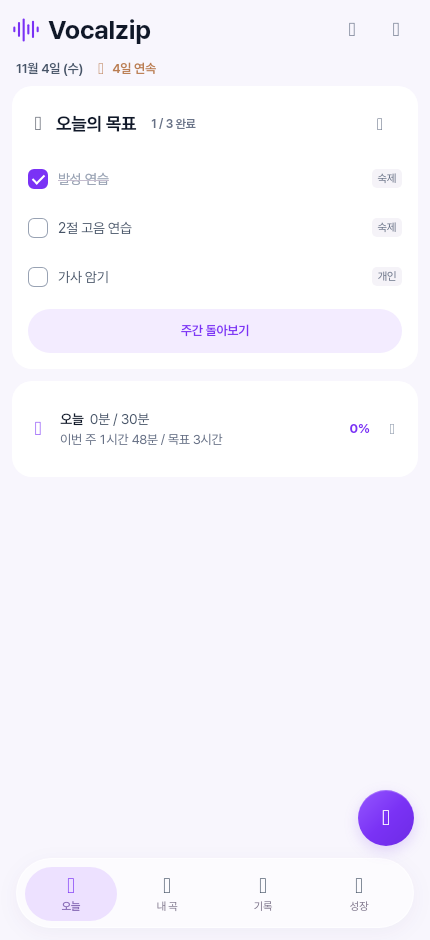 Vocalzip
11월 4일 (수) 4일 연속
오늘의 목표 1 / 3 완료
발성 연습 숙제
2절 고음 연습 숙제
가사 암기 개인
주간 돌아보기
오늘 0분 / 30분
이번 주 1시간 48분 / 목표 3시간
0%
오늘 내 곡 기록 성장